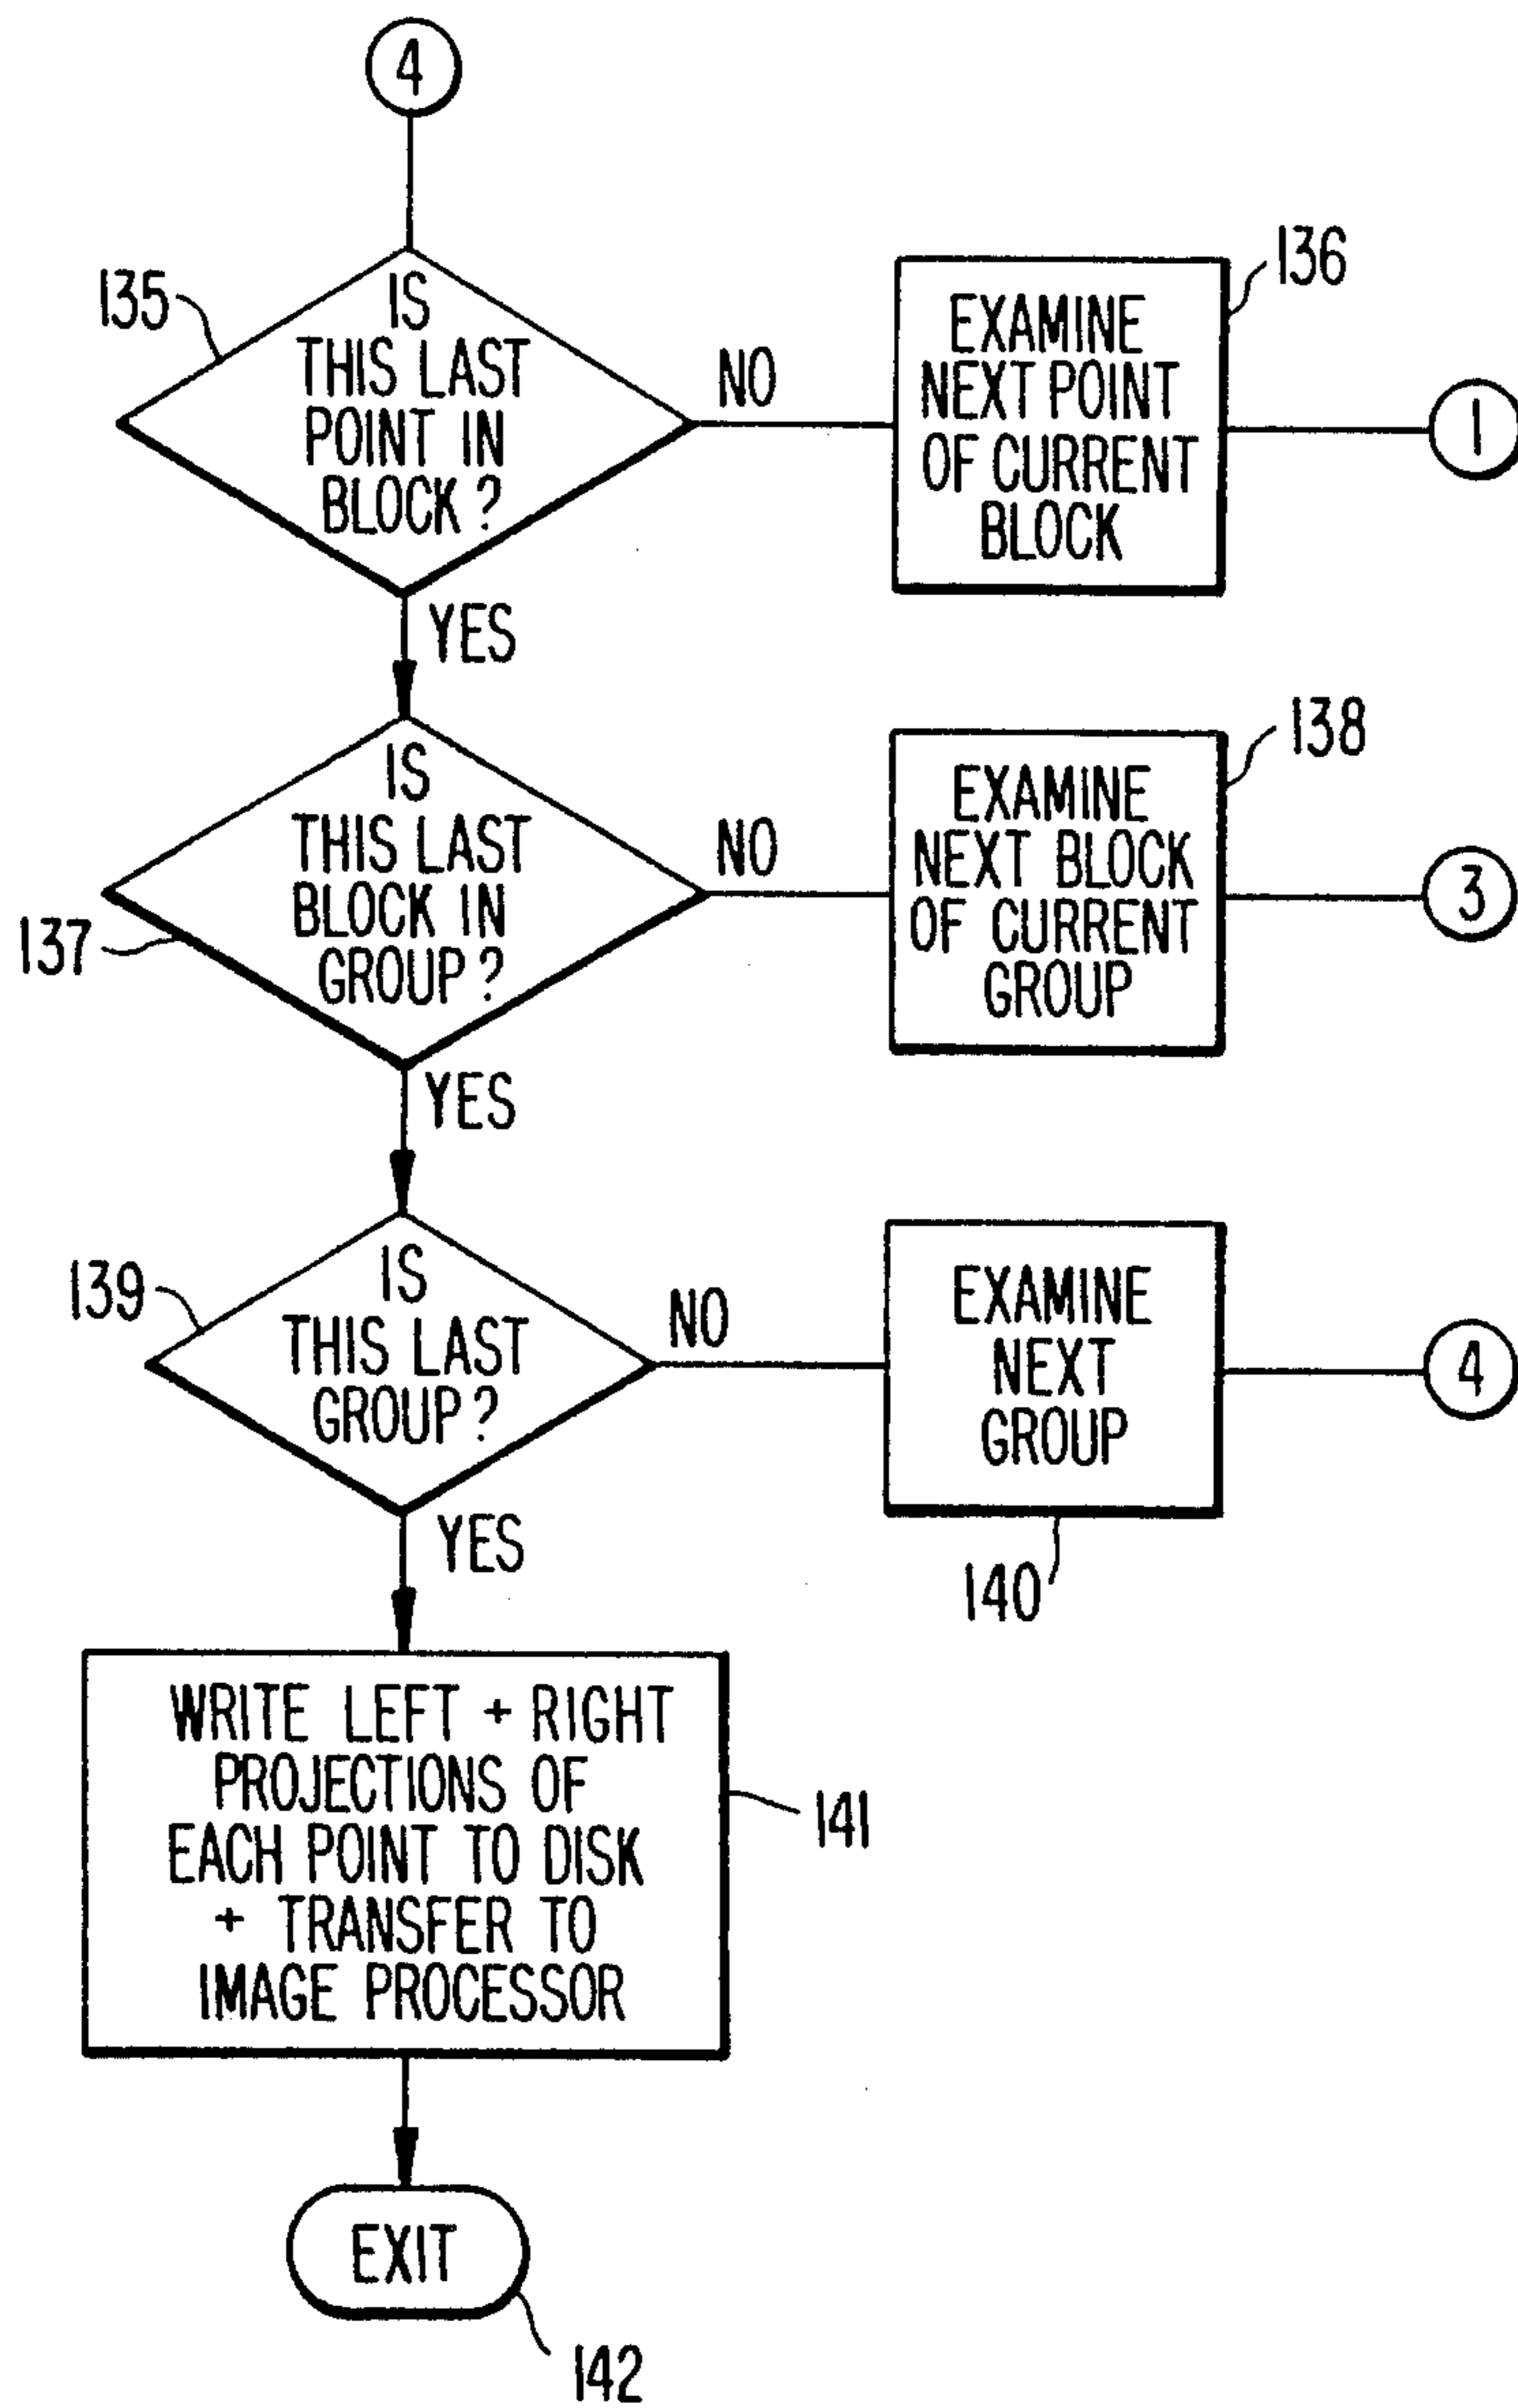 4
135
IS
THIS LAST
POINT IN
BLOCK?
NO
136
EXAMINE
NEXT POINT
OF CURRENT
BLOCK
1
YES
137
IS
THIS LAST
BLOCK IN
GROUP?
NO
138
EXAMINE
NEXT BLOCK
OF CURRENT
GROUP
3
YES
139
IS
THIS LAST
GROUP?
NO
EXAMINE
NEXT
GROUP
140
4
YES
WRITE LEFT + RIGHT
PROJECTIONS OF
EACH POINT TO DISK
+ TRANSFER TO
IMAGE PROCESSOR
141
EXIT
142